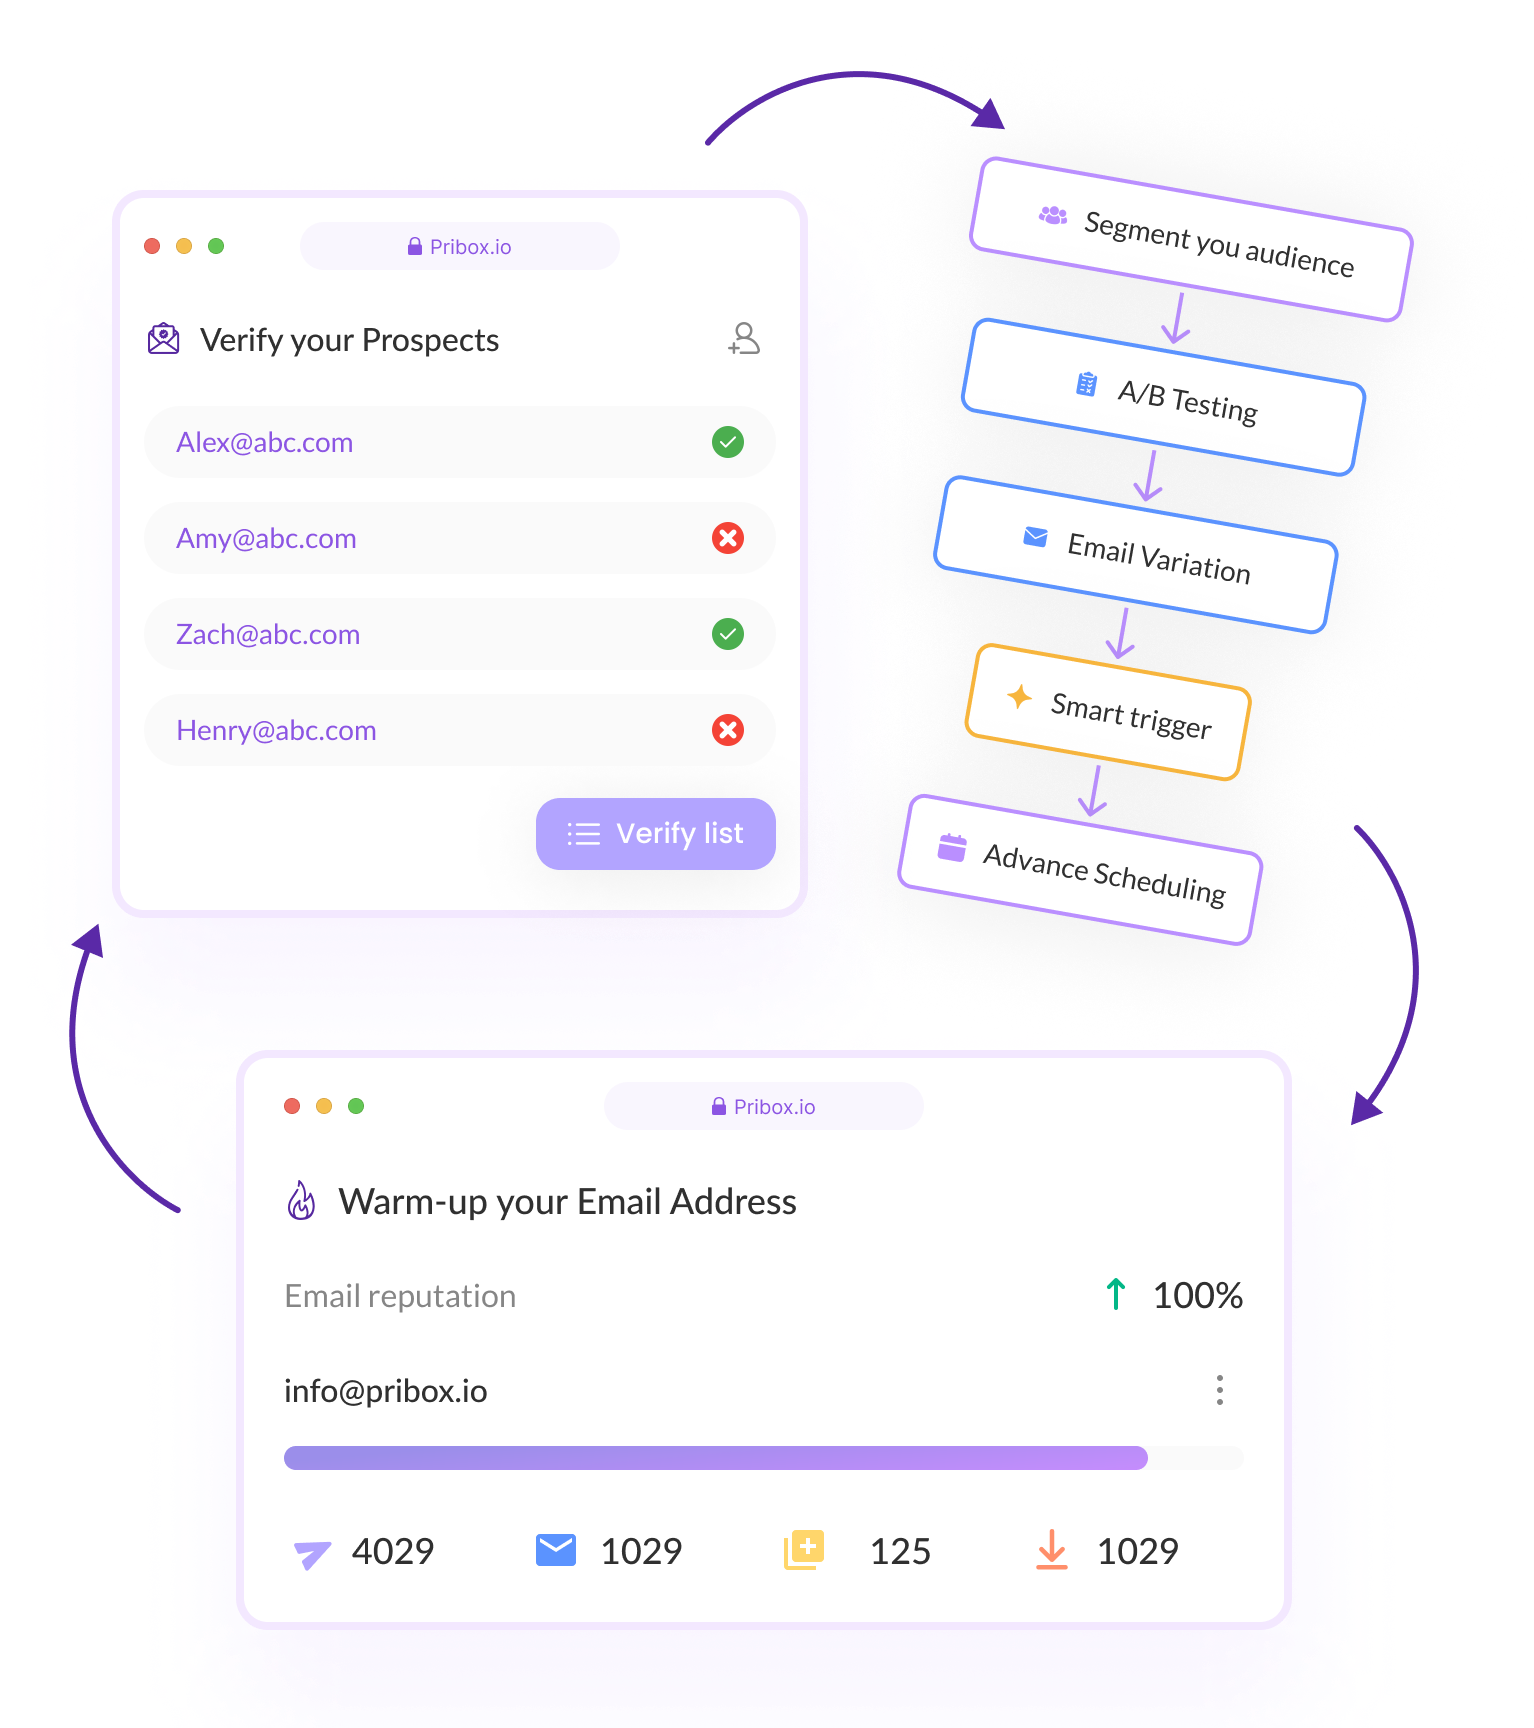 Pribox.io
Verify your Prospects
Alex@abc.com
Amy@abc.com
Zach@abc.com
Henry@abc.com
Verify list
Segment you audience
A/B Testing
Email Variation
Smart trigger
Advance Scheduling
Pribox.io
Warm-up your Email Address
Email reputation
100%
info@pribox.io
4029 1029 125 1029